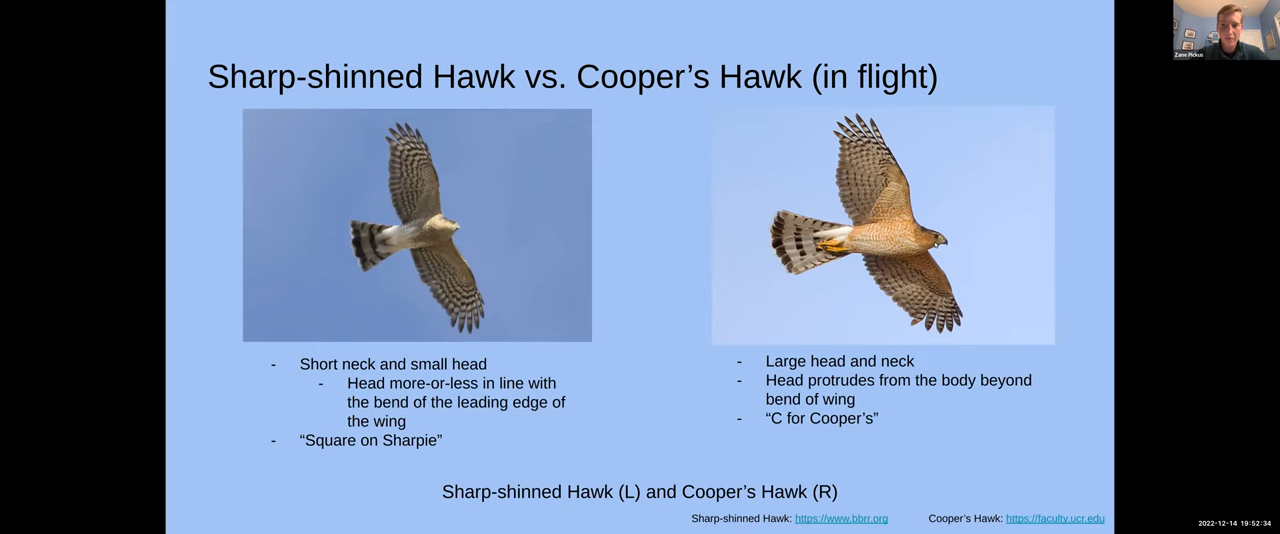 Zane Pickus
Sharp-shinned Hawk vs. Cooper’s Hawk (in flight)
- Short neck and small head
- Head more-or-less in line with
the bend of the leading edge of
the wing
- “Square on Sharpie”
- Large head and neck
- Head protrudes from the body beyond
bend of wing
- “C for Cooper’s”
Sharp-shinned Hawk (L) and Cooper’s Hawk (R)
Sharp-shinned Hawk: https://www.bbrr.org
Cooper’s Hawk: https://faculty.ucr.edu
2022-12-14 19:52:34